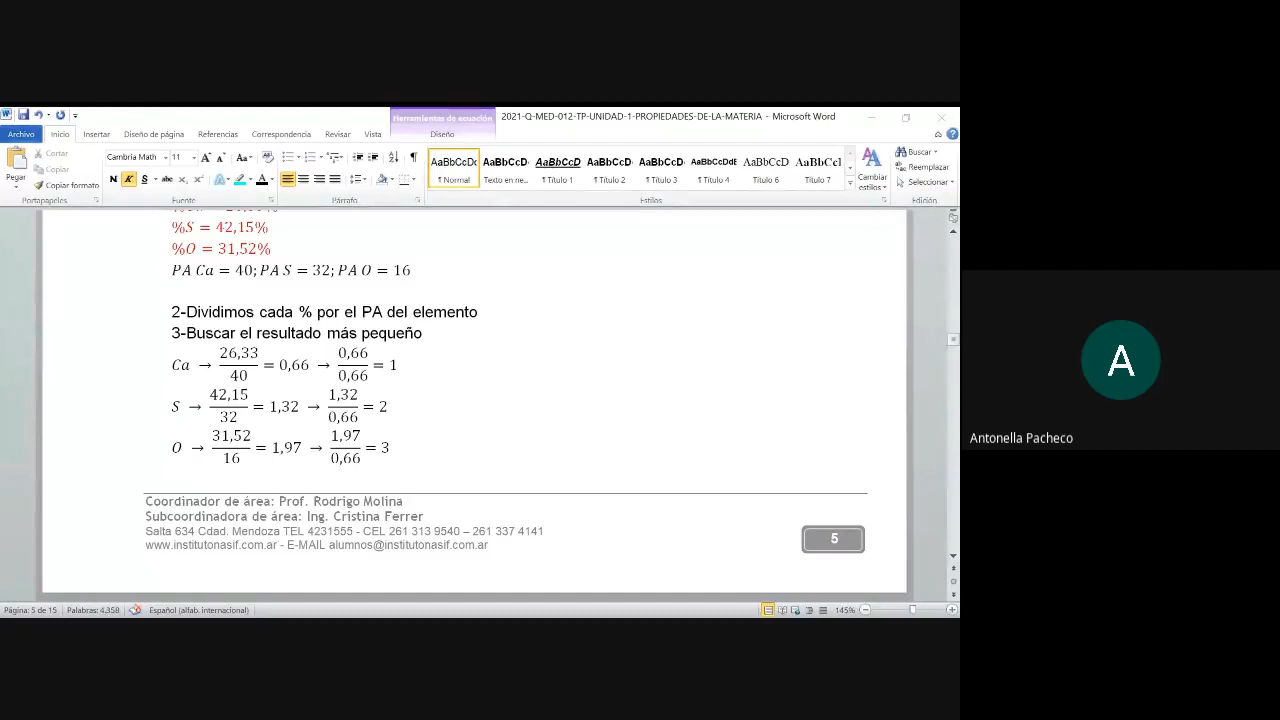 Herramientas de ecuación
2021-Q-MED-012-TP-UNIDAD-1-PROPIEDADES-DE-LA-MATERIA - Microsoft Word
Archivo Inicio Insertar Diseño de página Referencias Correspondencia Revisar Vista Diseño
Pegar
Cortar
Copiar
Copiar formato
Portapapeles
Cambria Math 11
N K S abc x₂ x²
Fuente
Párrafo
AaBbCcDc AaBbCcD AaBbCcD AaBbCcD AaBbCcD AaBbCcDdE AaBbCcD AaBbCc
¶ Normal Texto en ne... ¶ Título 1 ¶ Título 2 ¶ Título 3 ¶ Título 4 Título 6 Título 7
Estilos
Cambiar estilos
Buscar
Reemplazar
Seleccionar
Edición
%S = 42,15%
%O = 31,52%
PA Ca = 40; PA S = 32; PA O = 16
2-Dividimos cada % por el PA del elemento
3-Buscar el resultado más pequeño
Ca → 26,33/40 = 0,66 → 0,66/0,66 = 1
S → 42,15/32 = 1,32 → 1,32/0,66 = 2
O → 31,52/16 = 1,97 → 1,97/0,66 = 3
Coordinador de área: Prof. Rodrigo Molina
Subcoordinadora de área: Ing. Cristina Ferrer
Salta 634 Cdad. Mendoza TEL 4231555 - CEL 261 313 9540 – 261 337 4141
www.institutonasif.com.ar - E-MAIL alumnos@institutonasif.com.ar
5
Página: 5 de 15 Palabras: 4.358 Español (alfab. internacional) 145%
A
Antonella Pacheco